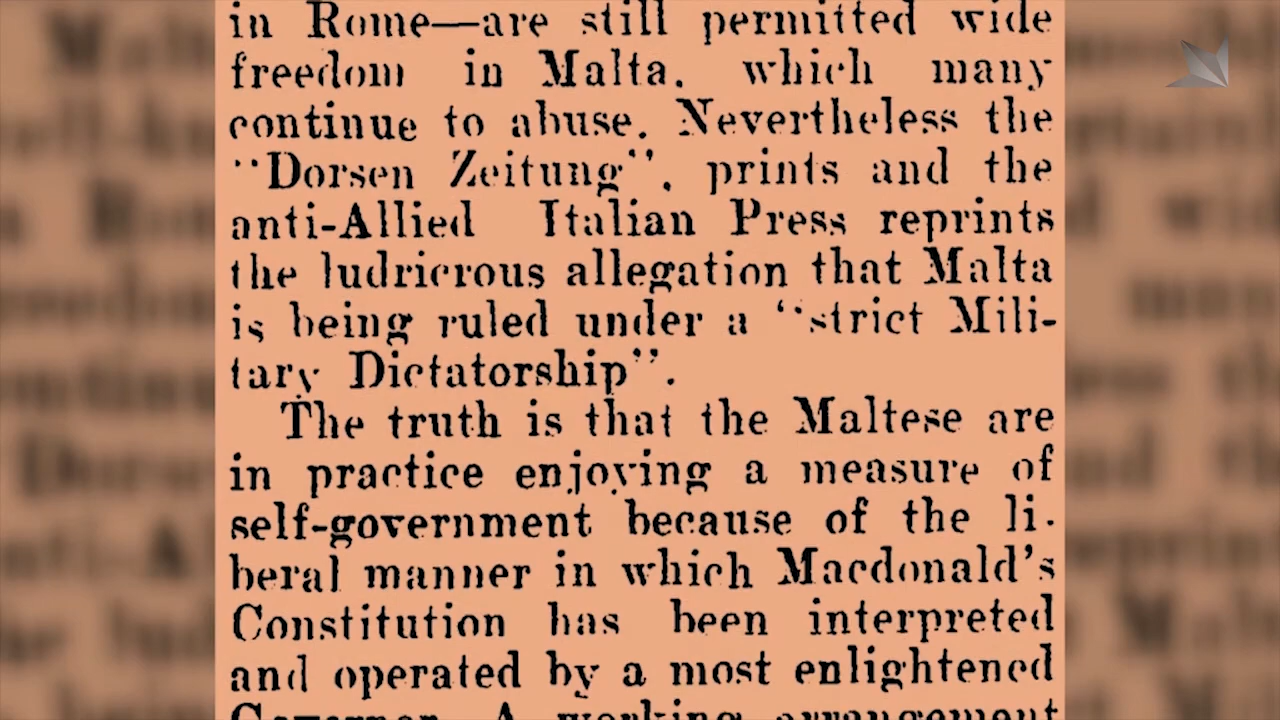 in Rome—are still permitted wide
freedom in Malta, which many
continue to abuse. Nevertheless the
"Dorsen Zeitung", prints and the
anti-Allied Italian Press reprints
the ludricrous allegation that Malta
is being ruled under a "strict Mili-
tary Dictatorship".
The truth is that the Maltese are
in practice enjoying a measure of
self-government because of the li-
beral manner in which Macdonald's
Constitution has been interpreted
and operated by a most enlightened
Governor. A working arrangement